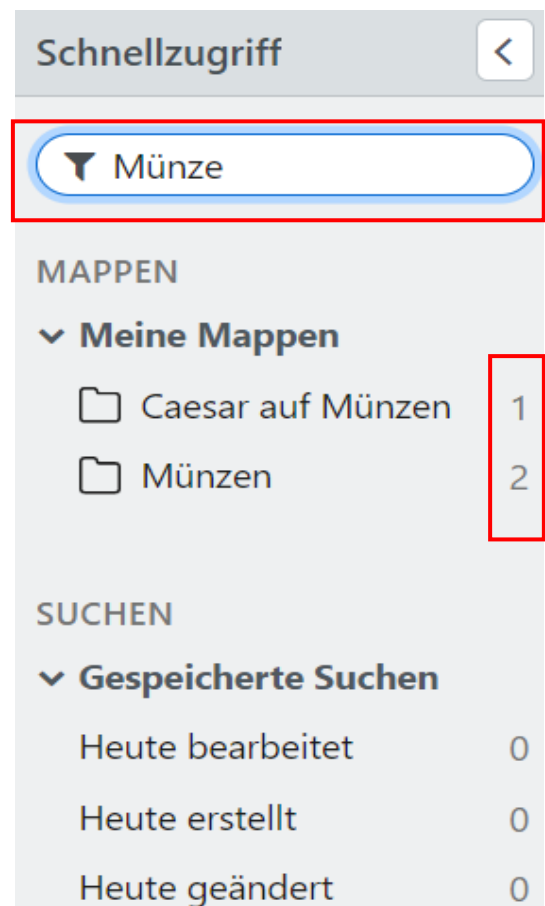 Schnellzugriff
Münze
MAPPEN
Meine Mappen
Caesar auf Münzen 1
Münzen 2
SUCHEN
Gespeicherte Suchen
Heute bearbeitet 0
Heute erstellt 0
Heute geändert 0